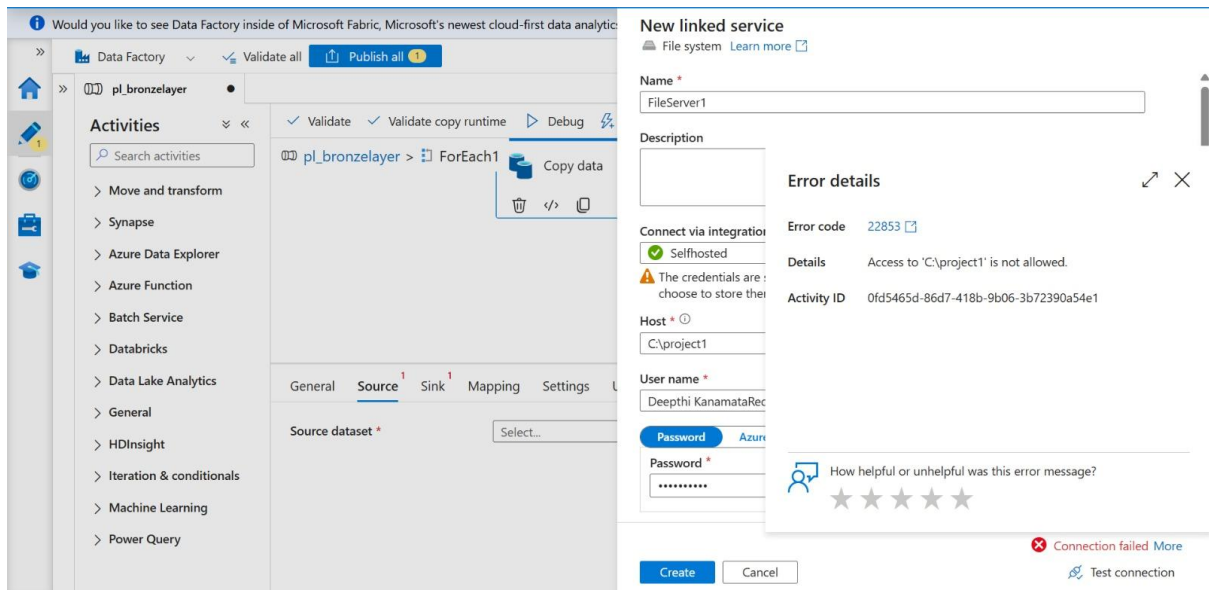 Would you like to see Data Factory inside of Microsoft Fabric, Microsoft's newest cloud-first data
Data Factory
Validate all
Publish all 1
pl_bronzelayer
1
Activities
Search activities
Move and transform
Synapse
Azure Data Explorer
Azure Function
Batch Service
Databricks
Data Lake Analytics
General
HDInsight
Iteration & conditionals
Machine Learning
Power Query
Validate
Validate copy runtime
Debug
pl_bronzelayer > ForEach1
Copy data
General Source 1 Sink 1 Mapping Settings U
Source dataset *
Select...
New linked service
File system Learn more
Name *
FileServer1
Description
Connect via integration
Selfhosted
The credentials are
choose to store
Host *
C:\project1
User name *
Deepthi KanamataRed
Password Azure
Password *
••••••••••
Error details
Error code 22853
Details Access to 'C:\project1' is not allowed.
Activity ID 0fd5465d-86d7-418b-9b06-3b72390a54e1
How helpful or unhelpful was this error message?
Connection failed More
Create
Cancel
Test connection